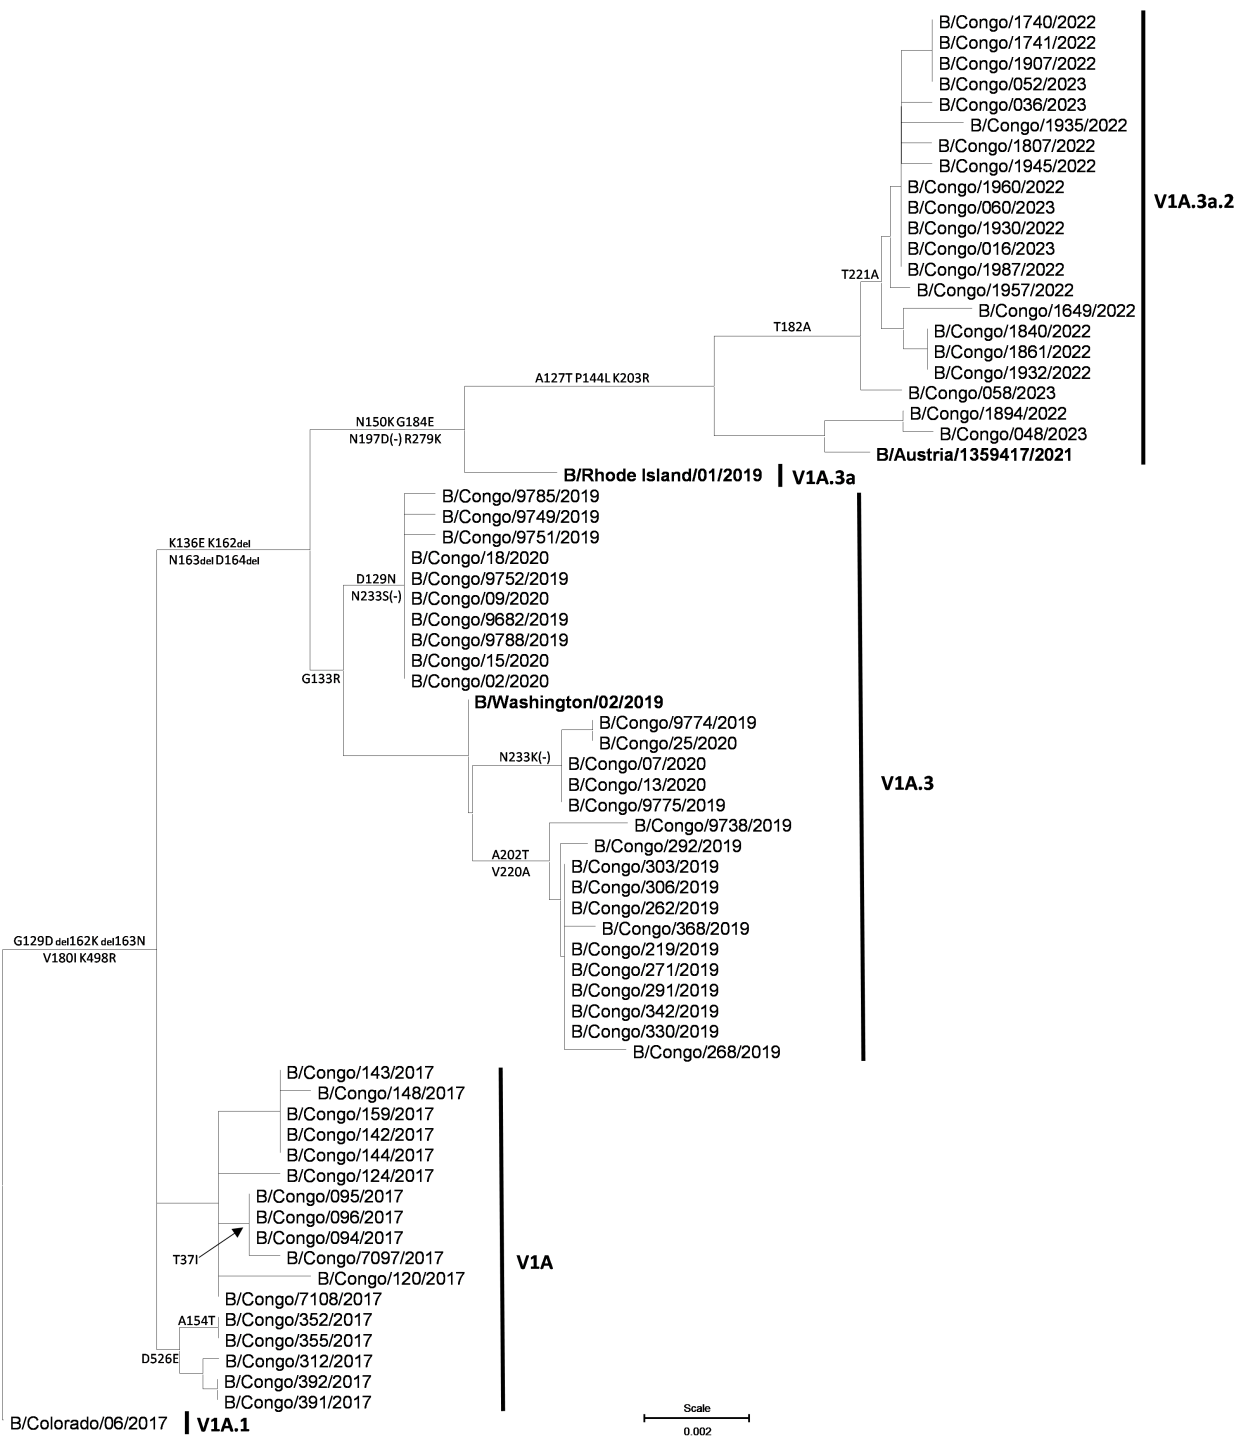 B/Congo/1740/2022
B/Congo/1741/2022
B/Congo/1907/2022
B/Congo/052/2023
B/Congo/036/2023
B/Congo/1935/2022
B/Congo/1807/2022
B/Congo/1945/2022
B/Congo/1960/2022
V1A.3a.2
B/Congo/060/2023
B/Congo/1930/2022
B/Congo/016/2023
B/Congo/1987/2022
T221A
B/Congo/1957/2022
B/Congo/1649/2022
T182A
B/Congo/1840/2022
B/Congo/1861/2022
B/Congo/1932/2022
A127T P144L K203R
B/Congo/058/2023
B/Congo/1894/2022
N150K G184E
N197D(-) R279K
B/Congo/048/2023
B/Austria/1359417/2021
B/Rhode Island/01/2019
V1A.3a
B/Congo/9785/2019
B/Congo/9749/2019
B/Congo/9751/2019
K136E K162del
N163del D164del
B/Congo/18/2020
D129N
N233S(-)
B/Congo/9752/2019
B/Congo/09/2020
B/Congo/9682/2019
B/Congo/9788/2019
B/Congo/15/2020
G133R
B/Congo/02/2020
B/Washington/02/2019
B/Congo/9774/2019
B/Congo/25/2020
N233K(-)
B/Congo/07/2020
V1A.3
B/Congo/13/2020
B/Congo/9775/2019
B/Congo/9738/2019
B/Congo/292/2019
A202T
V220A
B/Congo/303/2019
B/Congo/306/2019
B/Congo/262/2019
B/Congo/368/2019
G129D del162K del163N
V180I K498R
B/Congo/219/2019
B/Congo/271/2019
B/Congo/291/2019
B/Congo/342/2019
B/Congo/330/2019
B/Congo/268/2019
B/Congo/143/2017
B/Congo/148/2017
B/Congo/159/2017
B/Congo/142/2017
B/Congo/144/2017
B/Congo/124/2017
B/Congo/095/2017
B/Congo/096/2017
B/Congo/094/2017
T37I
B/Congo/7097/2017
V1A
B/Congo/120/2017
B/Congo/7108/2017
A154T
B/Congo/352/2017
B/Congo/355/2017
D526E
B/Congo/312/2017
B/Congo/392/2017
B/Congo/391/2017
B/Colorado/06/2017
V1A.1
Scale
0.002